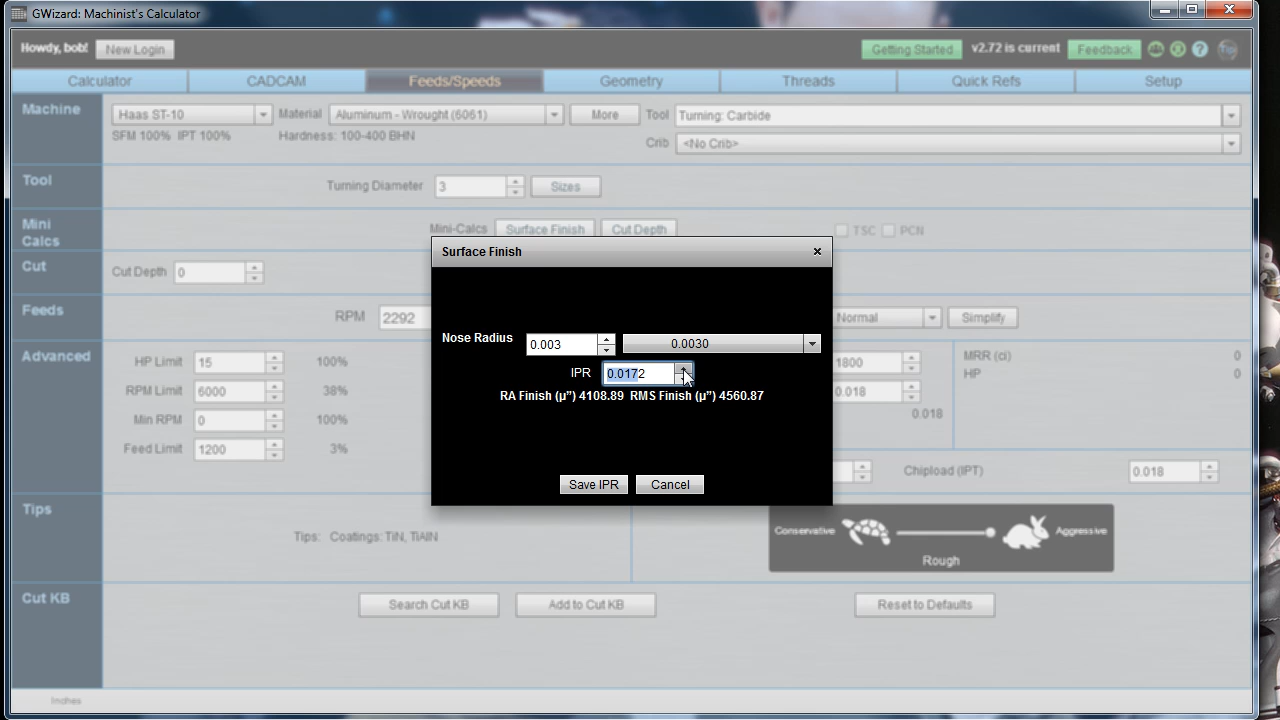 GWizard: Machinist's Calculator
Howdy, bob! New Login Getting Started v2.72 is current Feedback
Calculator CADCAM Feeds/Speeds Geometry Threads Quick Refs Setup
Machine Haas ST-10 Material Aluminum - Wrought (6061) More Tool Turning: Carbide
SFM 100% IPT 100% Hardness: 100-400 BHN Crib <No Crib>
Tool Turning Diameter 3 Sizes
Mini Calcs Mini-Calcs Surface Finish Cut Depth TSC PCN
Surface Finish
Cut Cut Depth 0
Feeds RPM 2292 Normal Simplify
Nose Radius 0.003 0.0030
Advanced HP Limit 15 100% 1800 MRR (ci) 0
IPR 0.0172 HP 0
RPM Limit 6000 38% 0.018
RA Finish (µ”) 4108.89 RMS Finish (µ”) 4560.87
Min RPM 0 100% 0.018
Feed Limit 1200 3%
Chipload (IPT) 0.018
Save IPR Cancel
Tips Tips: Coatings: TiN, TiAlN Conservative Aggressive
Rough
Cut KB Search Cut KB Add to Cut KB Reset to Defaults
Inches